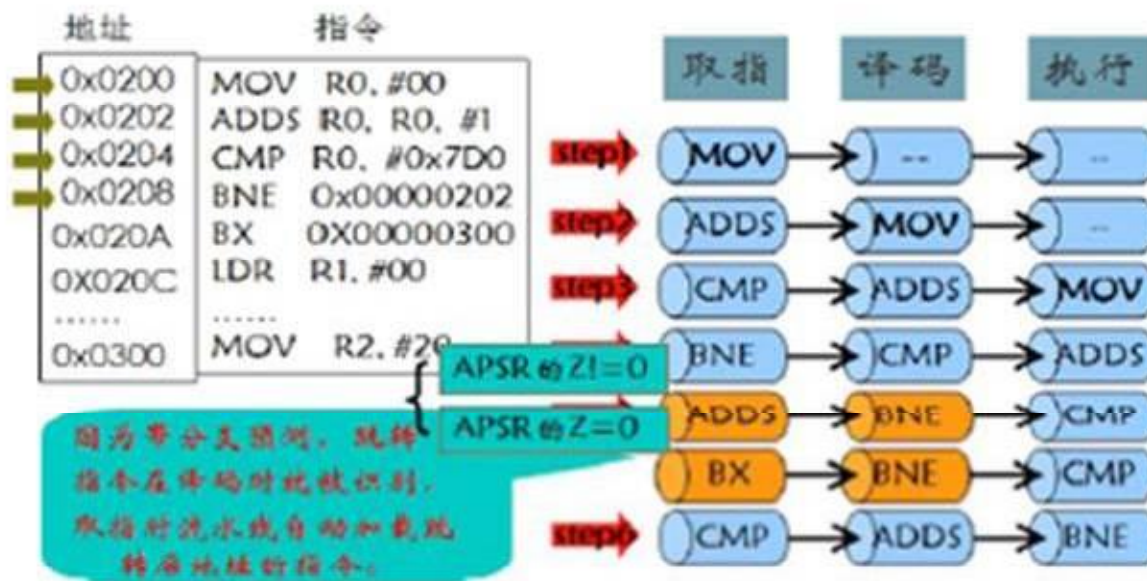 地址 指令
0x0200 MOV R0, #00
0x0202 ADDS R0, R0, #1
0x0204 CMP R0, #0x7D0
0x0208 BNE 0x00000202
0x020A BX 0X00000300
0X020C LDR R1, #00
...... ......
0x0300 MOV R2, #20
取指 译码 执行
step1 MOV -- --
step2 ADDS MOV --
step3 CMP ADDS MOV
BNE CMP ADDS
APSR的Z!=0
ADDS BNE CMP
APSR的Z=0
BX BNE CMP
step6 CMP ADDS BNE
因为带分支预测，跳转
指令在译码时就被识别，
取指时流水线自动加载跳
转后地址的指令。